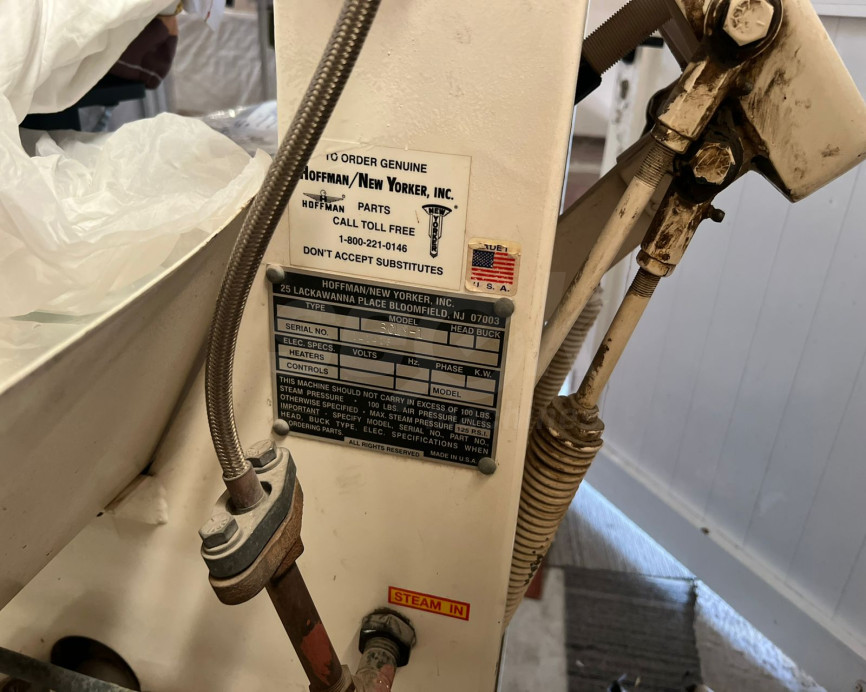 TO ORDER GENUINE
HOFFMAN/NEW YORKER, INC.
HOFFMAN PARTS NEW YORKER
CALL TOLL FREE
1-800-221-0146
DON'T ACCEPT SUBSTITUTES
U.S.A.
HOFFMAN/NEW YORKER, INC.
25 LACKAWANNA PLACE BLOOMFIELD, NJ 07003
TYPE MODEL HEAD BUCK
SERIAL NO.
ELEC. SPECS. VOLTS Hz. PHASE K.W.
HEATERS
CONTROLS MODEL
THIS MACHINE SHOULD NOT CARRY IN EXCESS OF 100 LBS.
STEAM PRESSURE - 100 LBS. AIR PRESSURE UNLESS
OTHERWISE SPECIFIED - MAX. STEAM PRESSURE 125 P.S.I.
IMPORTANT - SPECIFY MODEL, SERIAL NO., PART NO.,
HEAD, BUCK TYPE, ELEC. SPECIFICATIONS WHEN
ORDERING PARTS.
ALL RIGHTS RESERVED MADE IN U.S.A.
STEAM IN